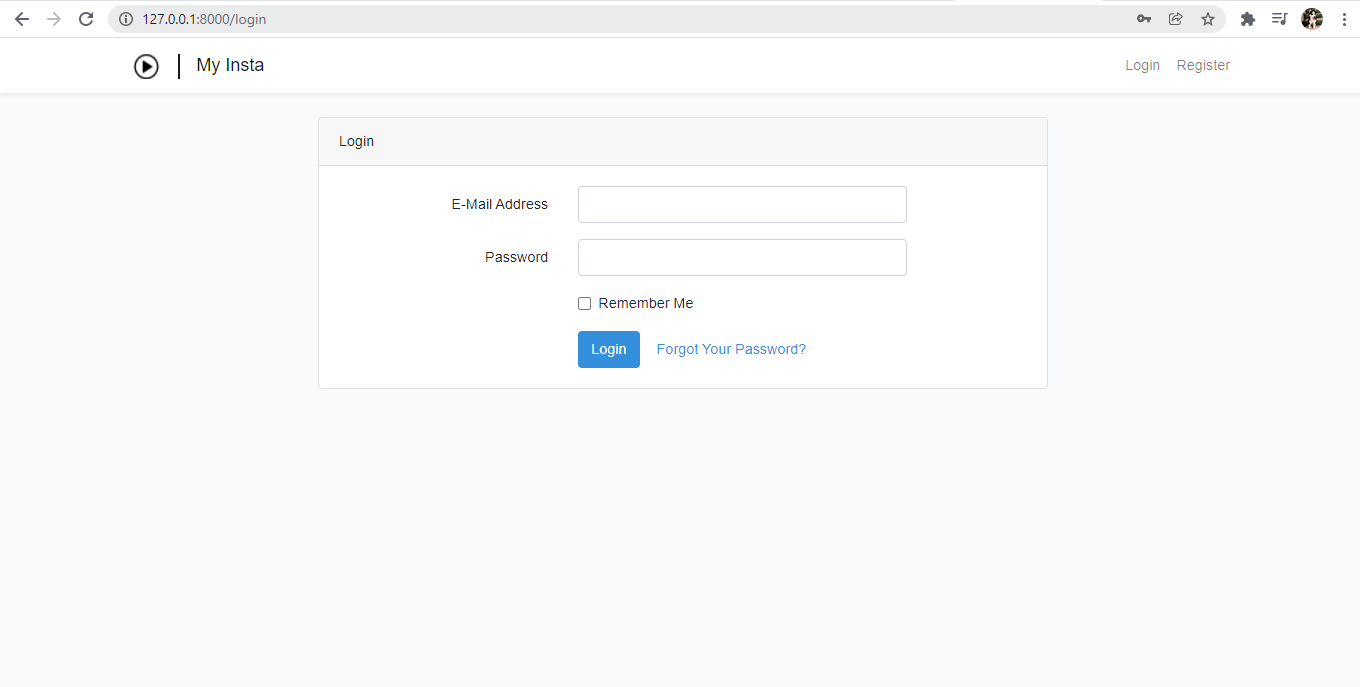 127.0.0.1:8000/login
My Insta
Login Register
Login
E-Mail Address
Password
Remember Me
Login Forgot Your Password?